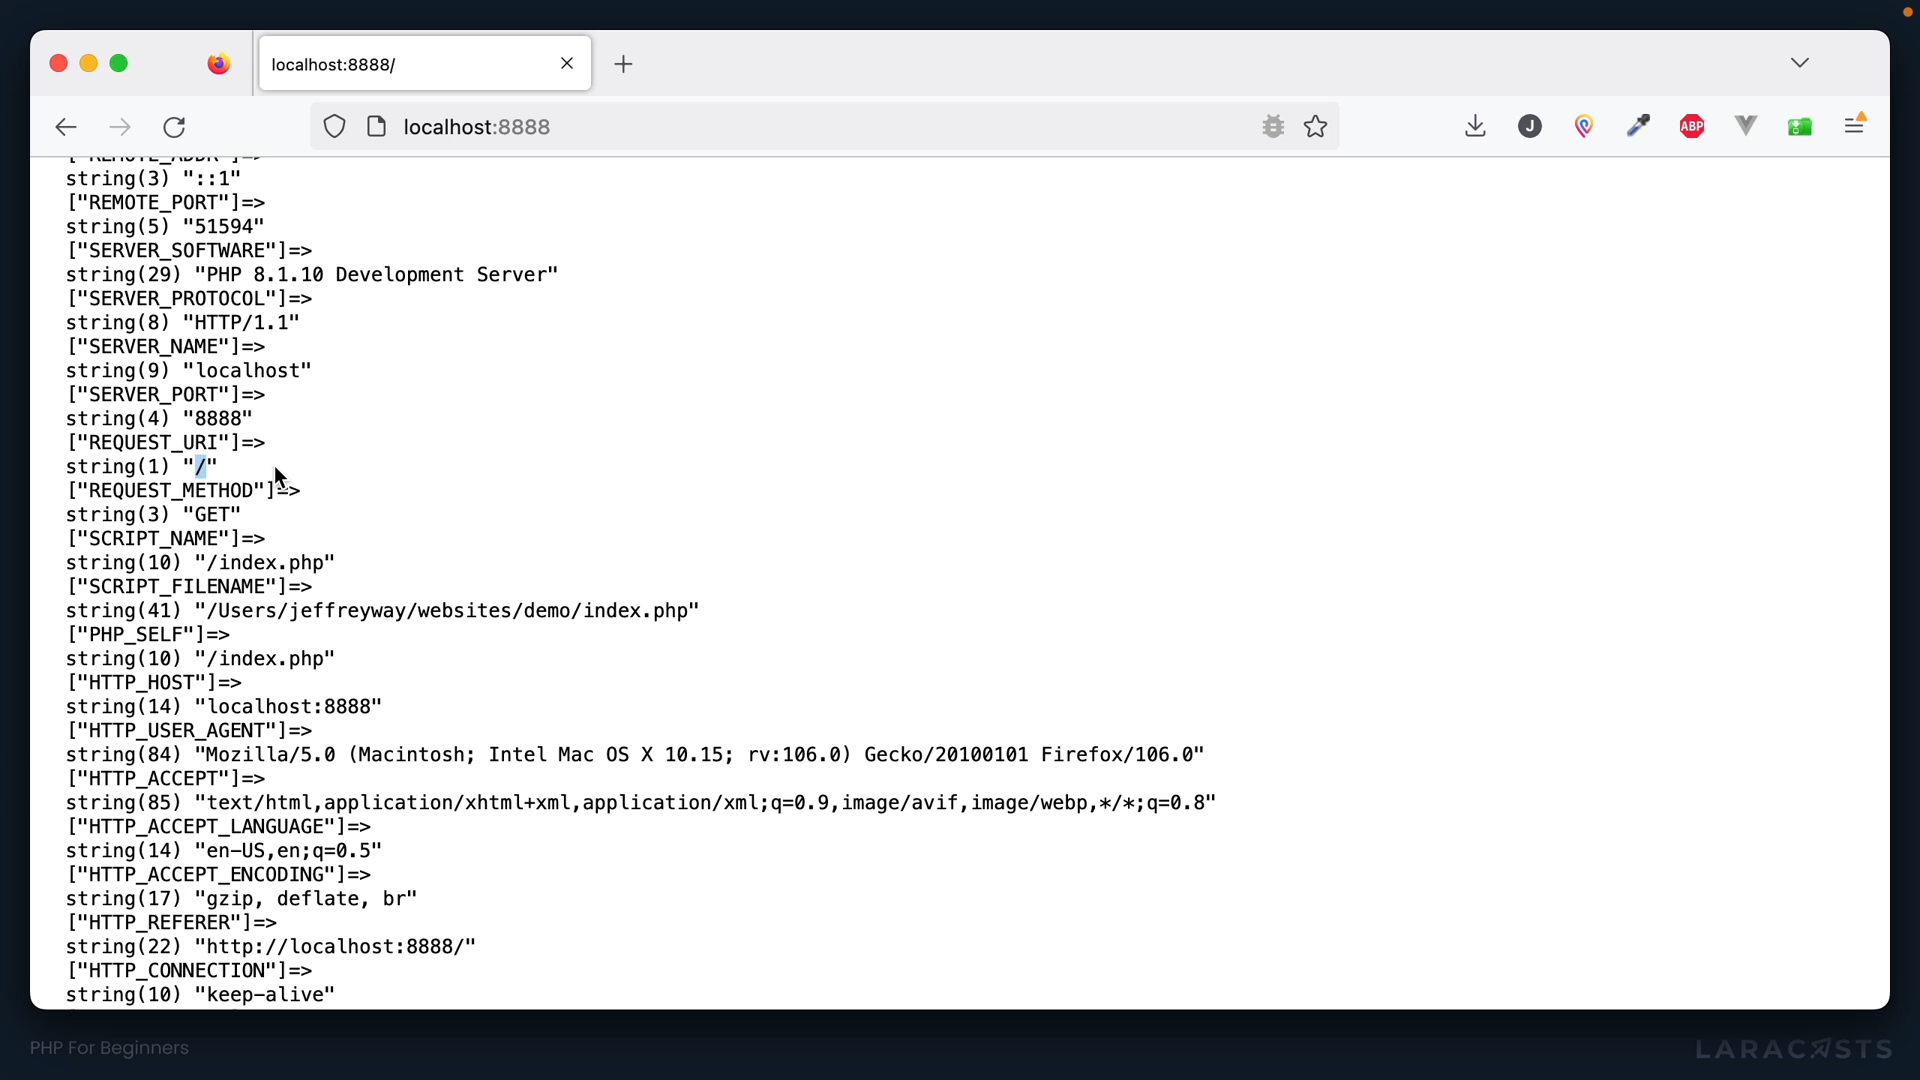 localhost:8888/
localhost:8888
J
ABP
["REMOTE_ADDR"]=>
string(3) "::1"
["REMOTE_PORT"]=>
string(5) "51594"
["SERVER_SOFTWARE"]=>
string(29) "PHP 8.1.10 Development Server"
["SERVER_PROTOCOL"]=>
string(8) "HTTP/1.1"
["SERVER_NAME"]=>
string(9) "localhost"
["SERVER_PORT"]=>
string(4) "8888"
["REQUEST_URI"]=>
string(1) "/"
["REQUEST_METHOD"]=>
string(3) "GET"
["SCRIPT_NAME"]=>
string(10) "/index.php"
["SCRIPT_FILENAME"]=>
string(41) "/Users/jeffreyway/websites/demo/index.php"
["PHP_SELF"]=>
string(10) "/index.php"
["HTTP_HOST"]=>
string(14) "localhost:8888"
["HTTP_USER_AGENT"]=>
string(84) "Mozilla/5.0 (Macintosh; Intel Mac OS X 10.15; rv:106.0) Gecko/20100101 Firefox/106.0"
["HTTP_ACCEPT"]=>
string(85) "text/html,application/xhtml+xml,application/xml;q=0.9,image/avif,image/webp,*/*;q=0.8"
["HTTP_ACCEPT_LANGUAGE"]=>
string(14) "en-US,en;q=0.5"
["HTTP_ACCEPT_ENCODING"]=>
string(17) "gzip, deflate, br"
["HTTP_REFERER"]=>
string(22) "http://localhost:8888/"
["HTTP_CONNECTION"]=>
string(10) "keep-alive"
PHP For Beginners
LARACASTS